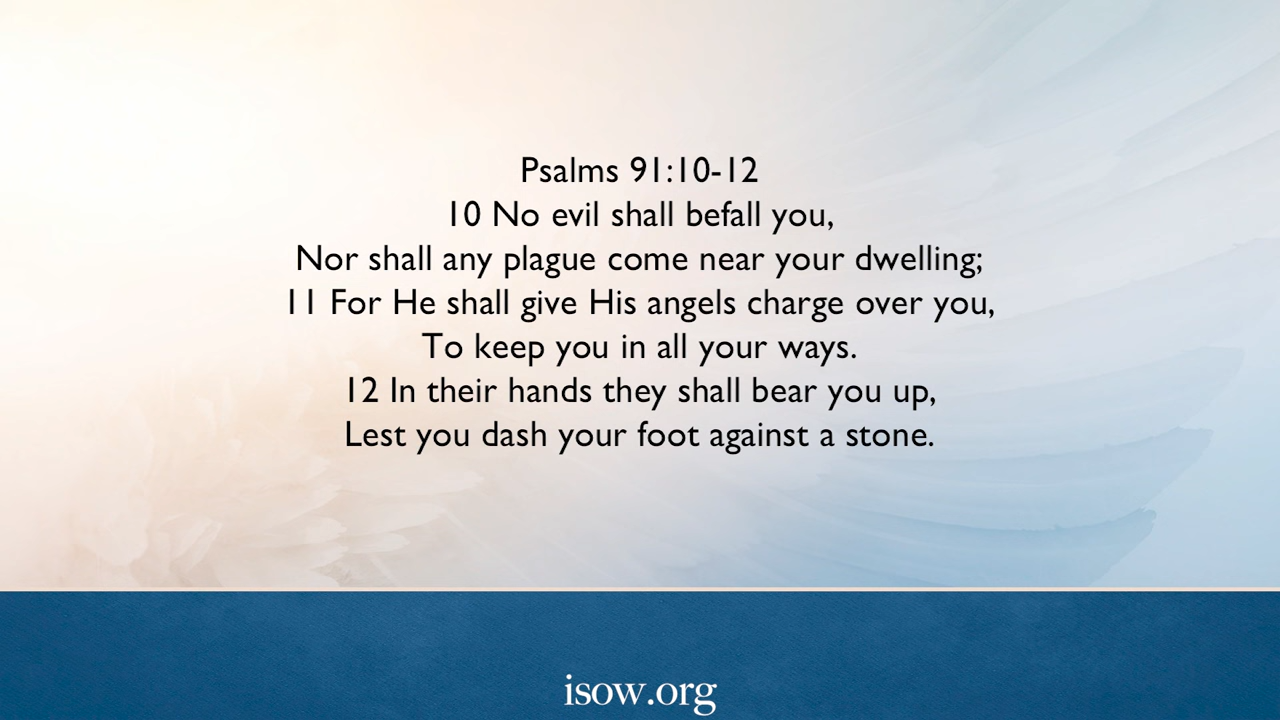 Psalms 91:10-12
10 No evil shall befall you,
Nor shall any plague come near your dwelling;
11 For He shall give His angels charge over you,
To keep you in all your ways.
12 In their hands they shall bear you up,
Lest you dash your foot against a stone.
isow.org